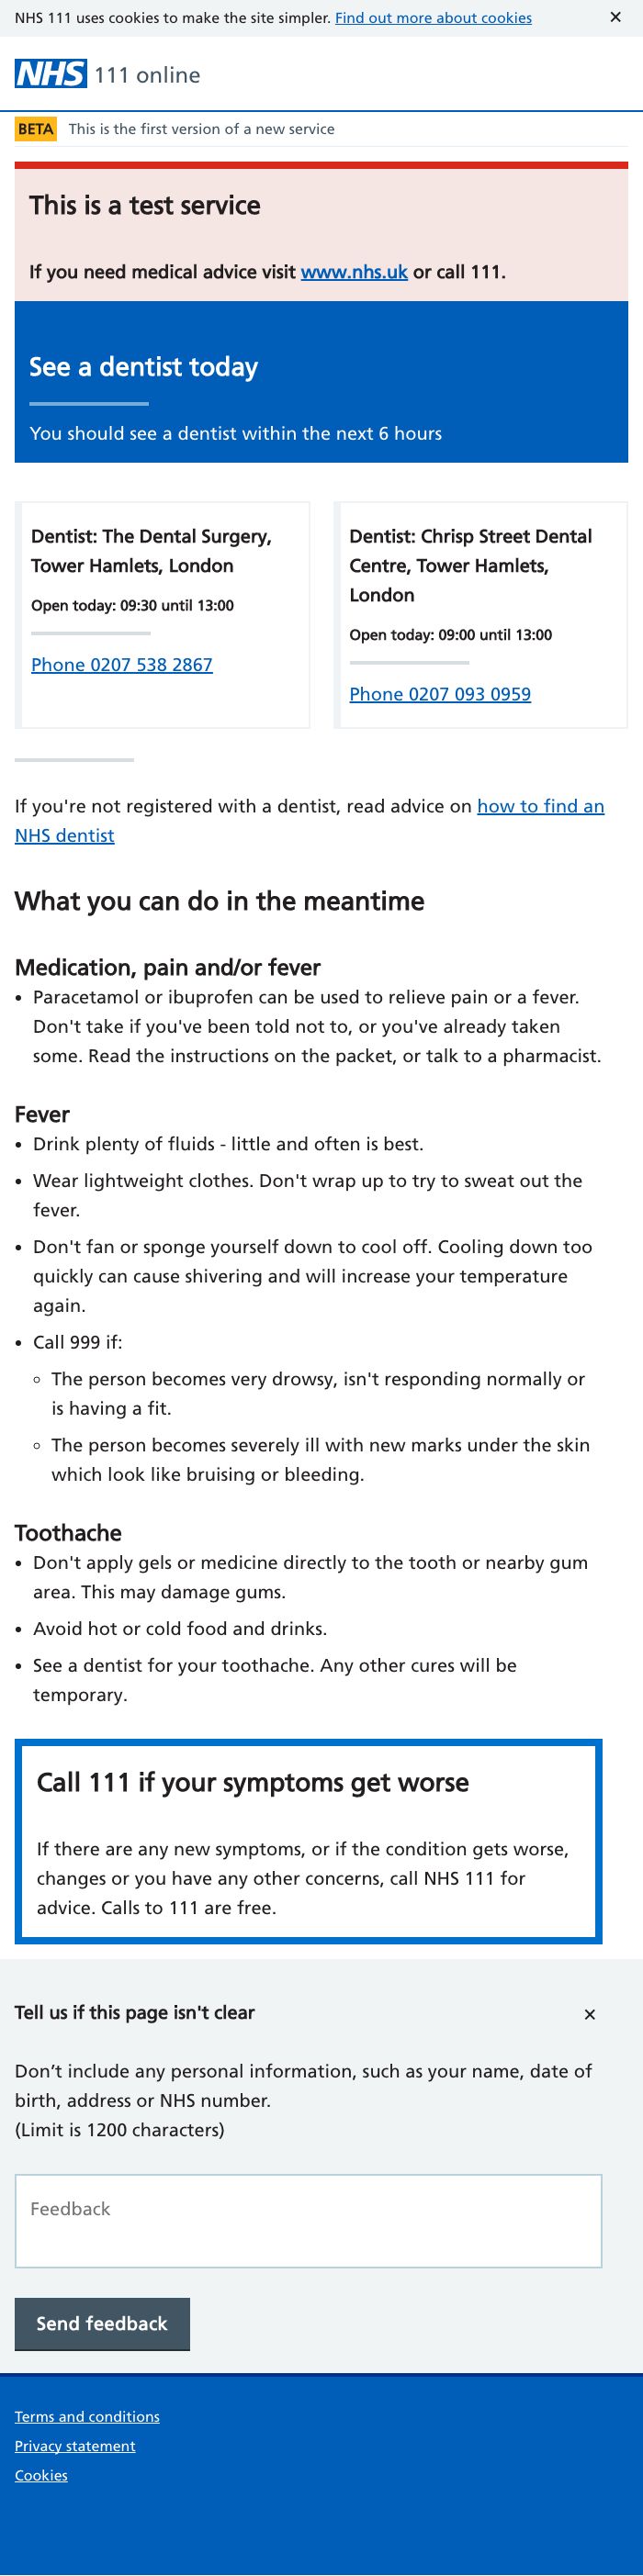 NHS 111 uses cookies to make the site simpler. Find out more about cookies ✕
NHS 111 online
BETA This is the first version of a new service
This is a test service
If you need medical advice visit www.nhs.uk or call 111.
See a dentist today
You should see a dentist within the next 6 hours
Dentist: The Dental Surgery,
Tower Hamlets, London
Open today: 09:30 until 13:00
Phone 0207 538 2867
Dentist: Chrisp Street Dental
Centre, Tower Hamlets,
London
Open today: 09:00 until 13:00
Phone 0207 093 0959
If you're not registered with a dentist, read advice on how to find an
NHS dentist
What you can do in the meantime
Medication, pain and/or fever
• Paracetamol or ibuprofen can be used to relieve pain or a fever.
Don't take if you've been told not to, or you've already taken
some. Read the instructions on the packet, or talk to a pharmacist.
Fever
• Drink plenty of fluids - little and often is best.
• Wear lightweight clothes. Don't wrap up to try to sweat out the
fever.
• Don't fan or sponge yourself down to cool off. Cooling down too
quickly can cause shivering and will increase your temperature
again.
• Call 999 if:
◦ The person becomes very drowsy, isn't responding normally or
is having a fit.
◦ The person becomes severely ill with new marks under the skin
which look like bruising or bleeding.
Toothache
• Don't apply gels or medicine directly to the tooth or nearby gum
area. This may damage gums.
• Avoid hot or cold food and drinks.
• See a dentist for your toothache. Any other cures will be
temporary.
Call 111 if your symptoms get worse
If there are any new symptoms, or if the condition gets worse,
changes or you have any other concerns, call NHS 111 for
advice. Calls to 111 are free.
Tell us if this page isn't clear ✕
Don’t include any personal information, such as your name, date of
birth, address or NHS number.
(Limit is 1200 characters)
Feedback
Send feedback
Terms and conditions
Privacy statement
Cookies